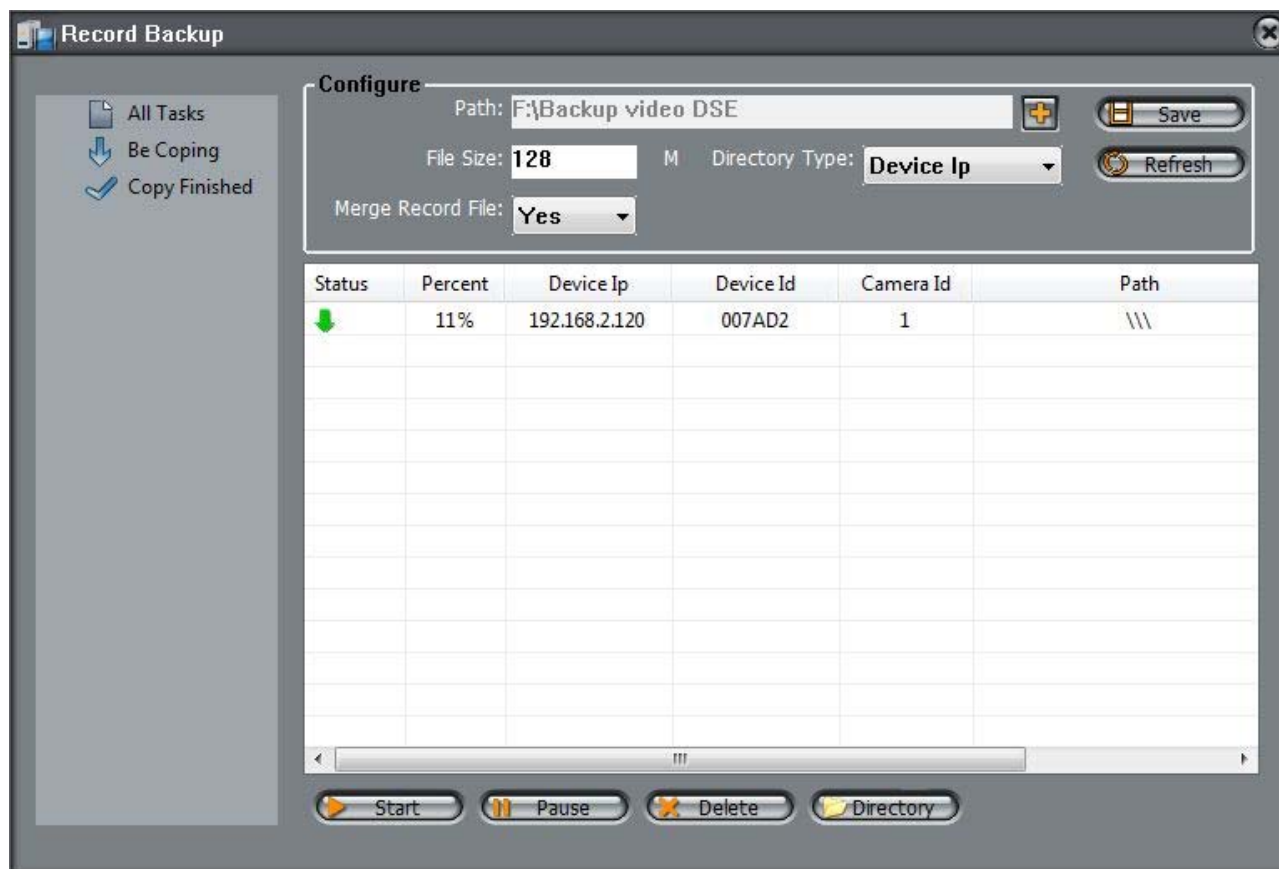 Record Backup
All Tasks
Be Coping
Copy Finished
Configure
Path: F:\Backup video DSE
Save
File Size: 128 M Directory Type: Device Ip
Refresh
Merge Record File: Yes
Status Percent Device Ip Device Id Camera Id Path
11% 192.168.2.120 007AD2 1 \\\
Start Pause Delete Directory